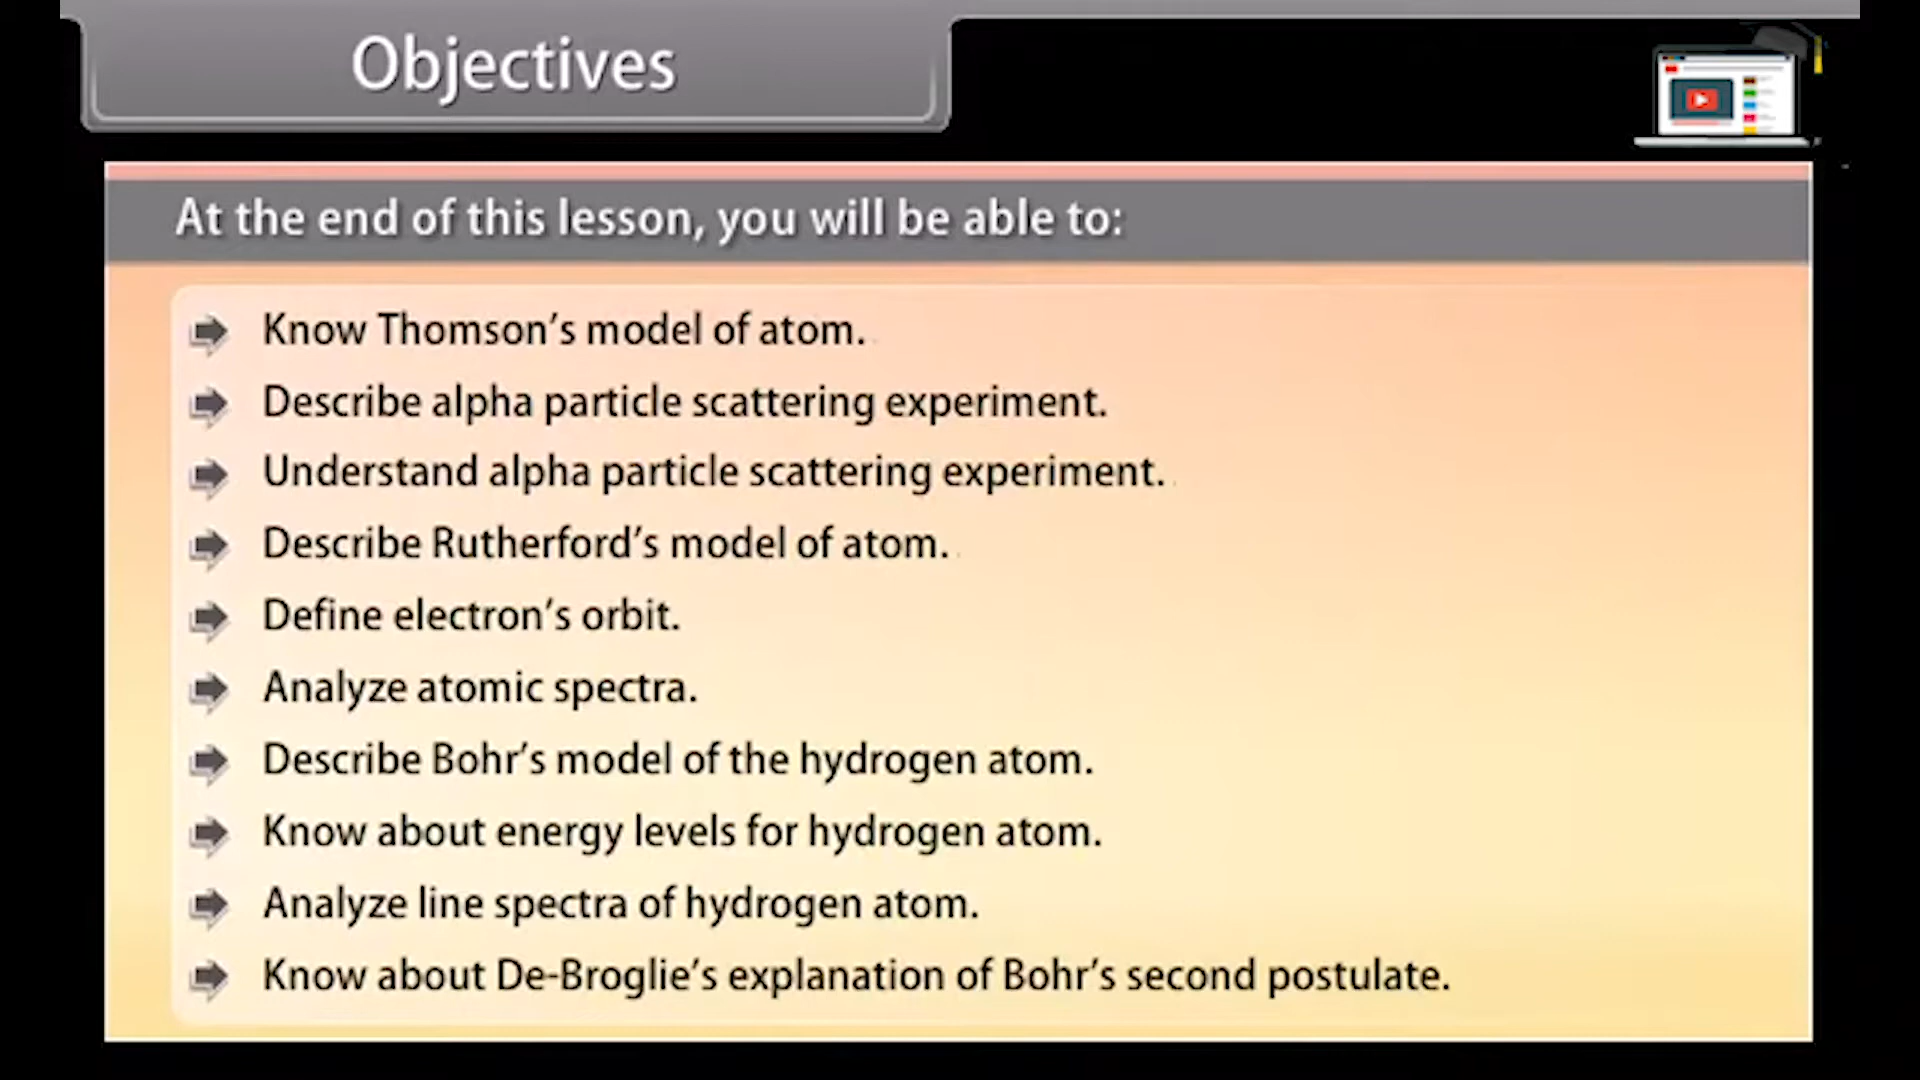 Objectives
At the end of this lesson, you will be able to:
Know Thomson’s model of atom.
Describe alpha particle scattering experiment.
Understand alpha particle scattering experiment.
Describe Rutherford’s model of atom.
Define electron’s orbit.
Analyze atomic spectra.
Describe Bohr’s model of the hydrogen atom.
Know about energy levels for hydrogen atom.
Analyze line spectra of hydrogen atom.
Know about De-Broglie’s explanation of Bohr’s second postulate.